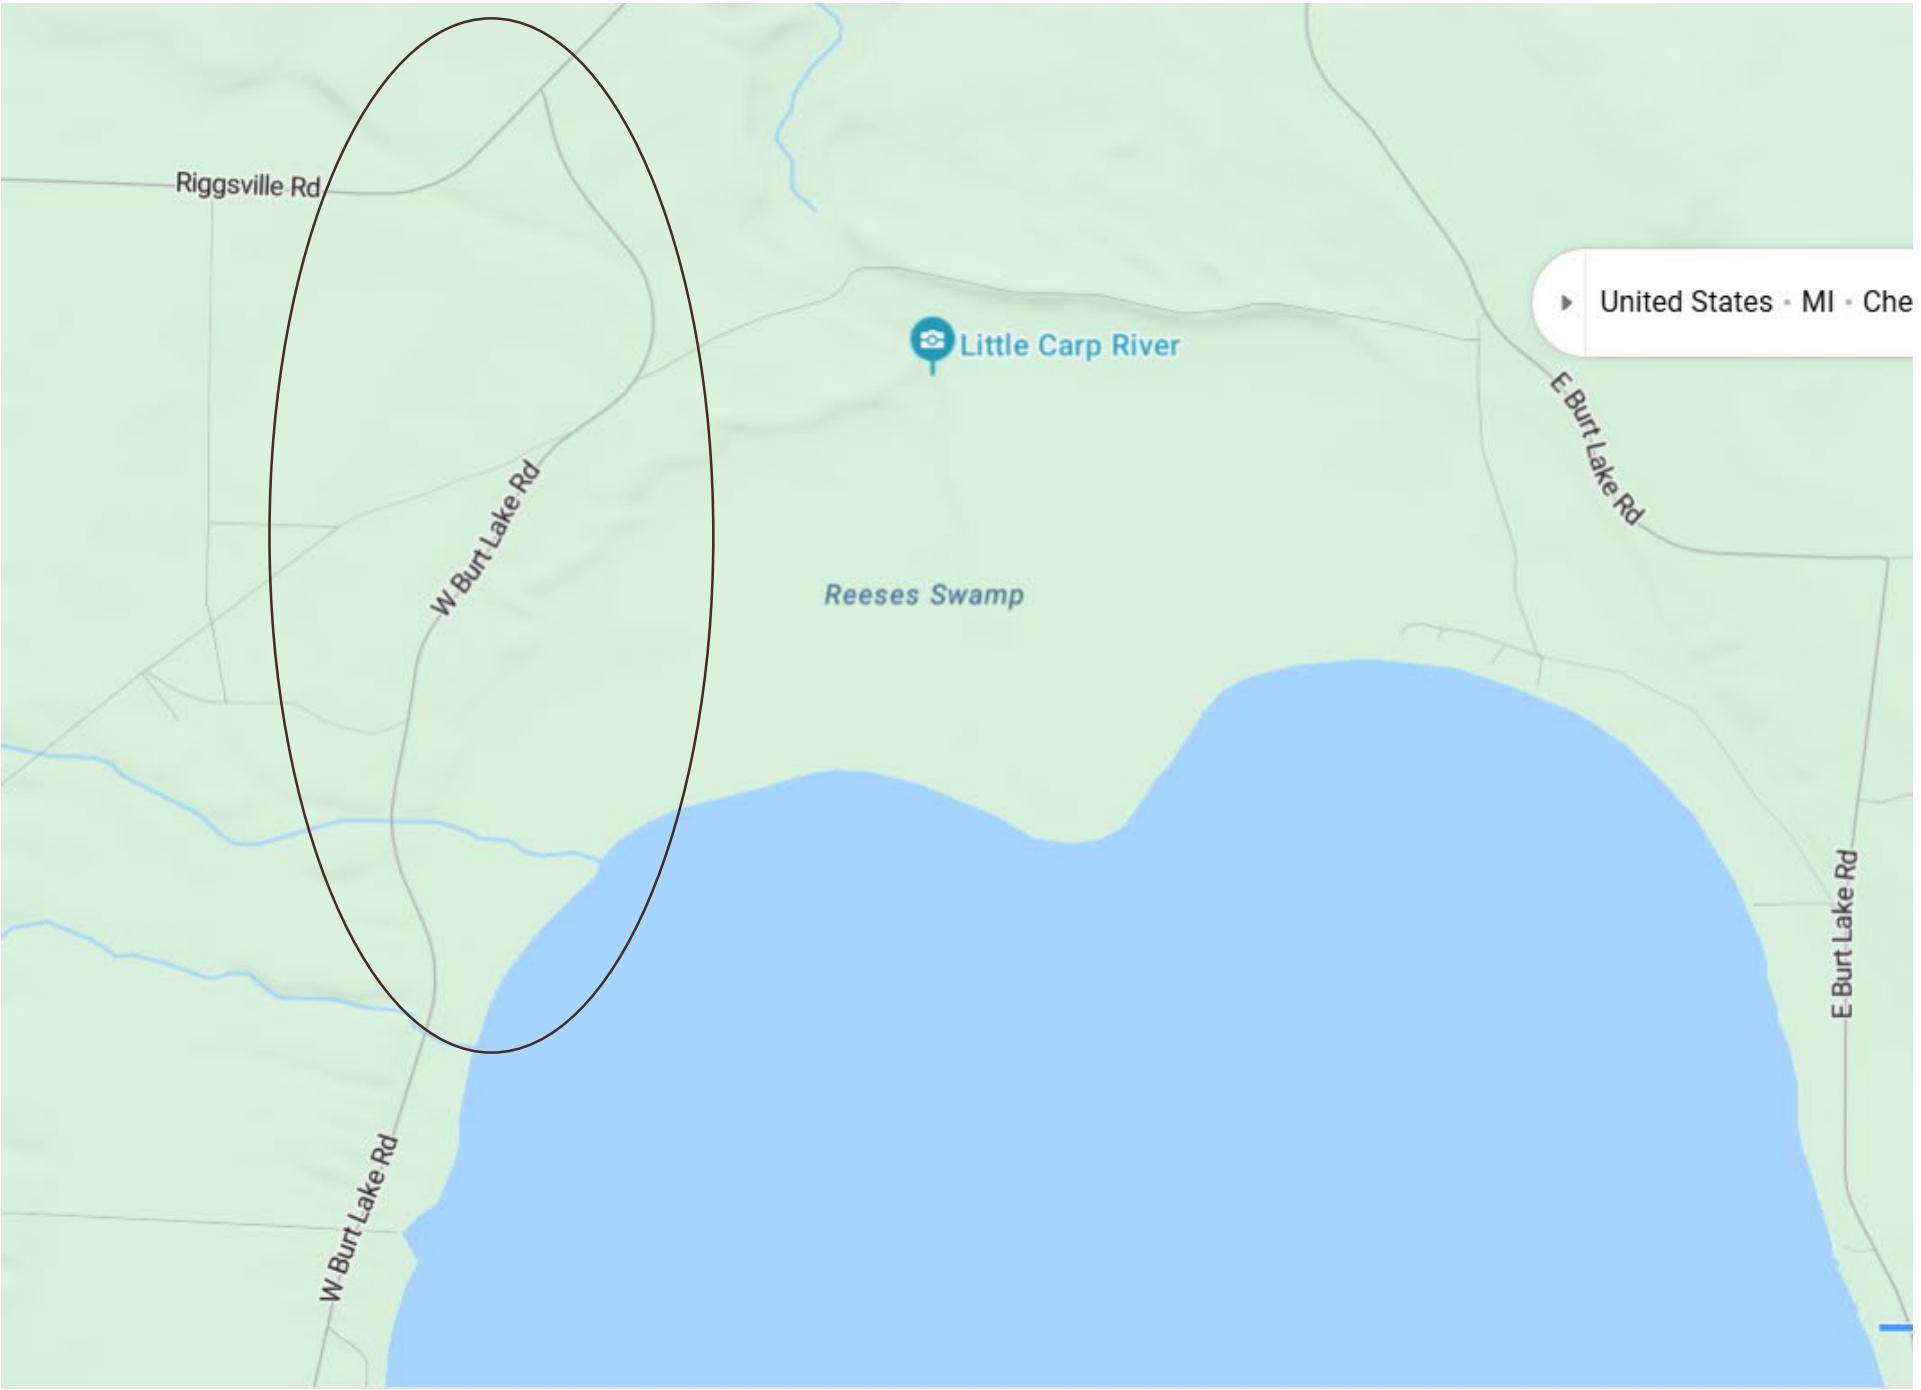 Riggsville Rd
United States • MI • Che
Little Carp River
E Burt Lake Rd
W Burt Lake Rd
Reeses Swamp
E Burt Lake Rd
W Burt Lake Rd